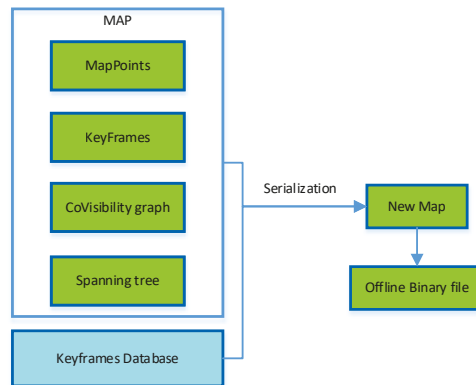 MAP
MapPoints
KeyFrames
CoVisibility graph
Spanning tree
Keyframes Database
Serialization
New Map
Offline Binary file